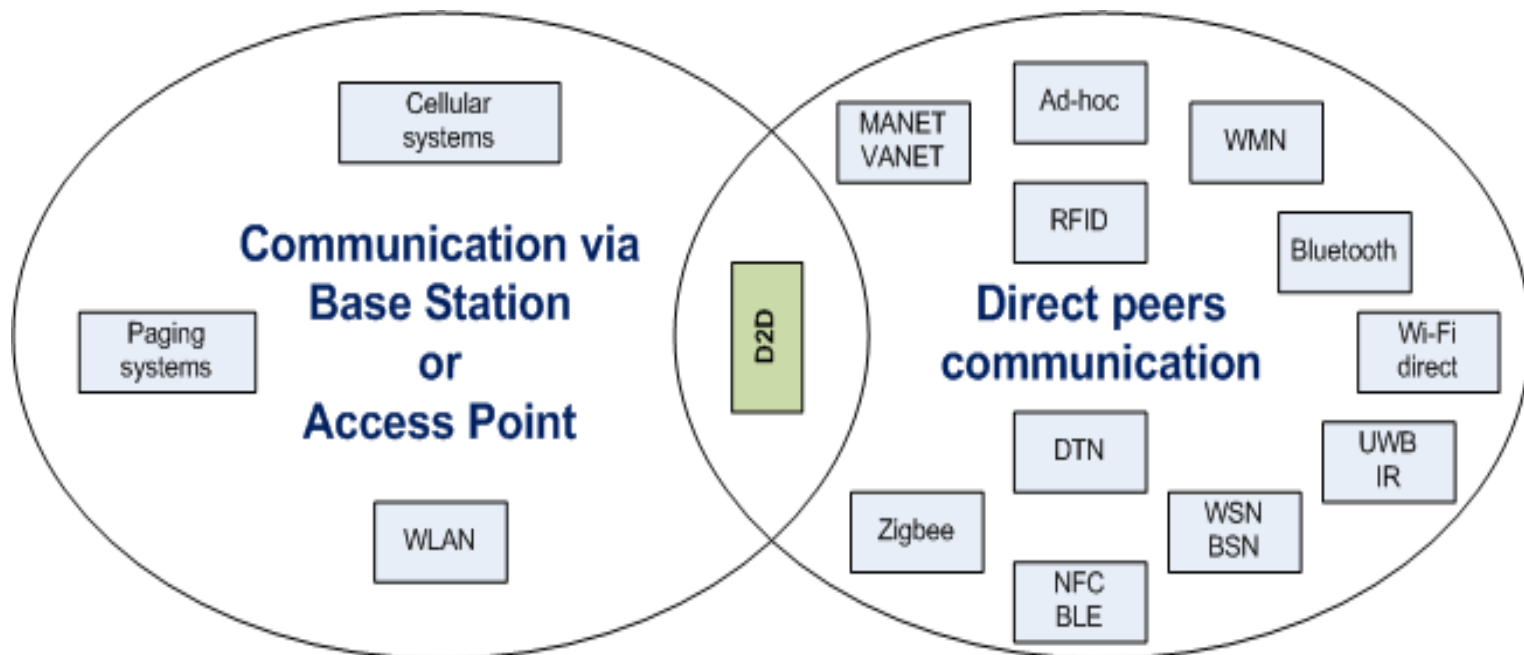 Cellular
systems
Communication via
Base Station
or
Access Point
Paging
systems
WLAN
D2D
MANET
VANET
Ad-hoc
WMN
RFID
Bluetooth
Direct peers
communication
Wi-Fi
direct
DTN
UWB
IR
Zigbee
WSN
BSN
NFC
BLE